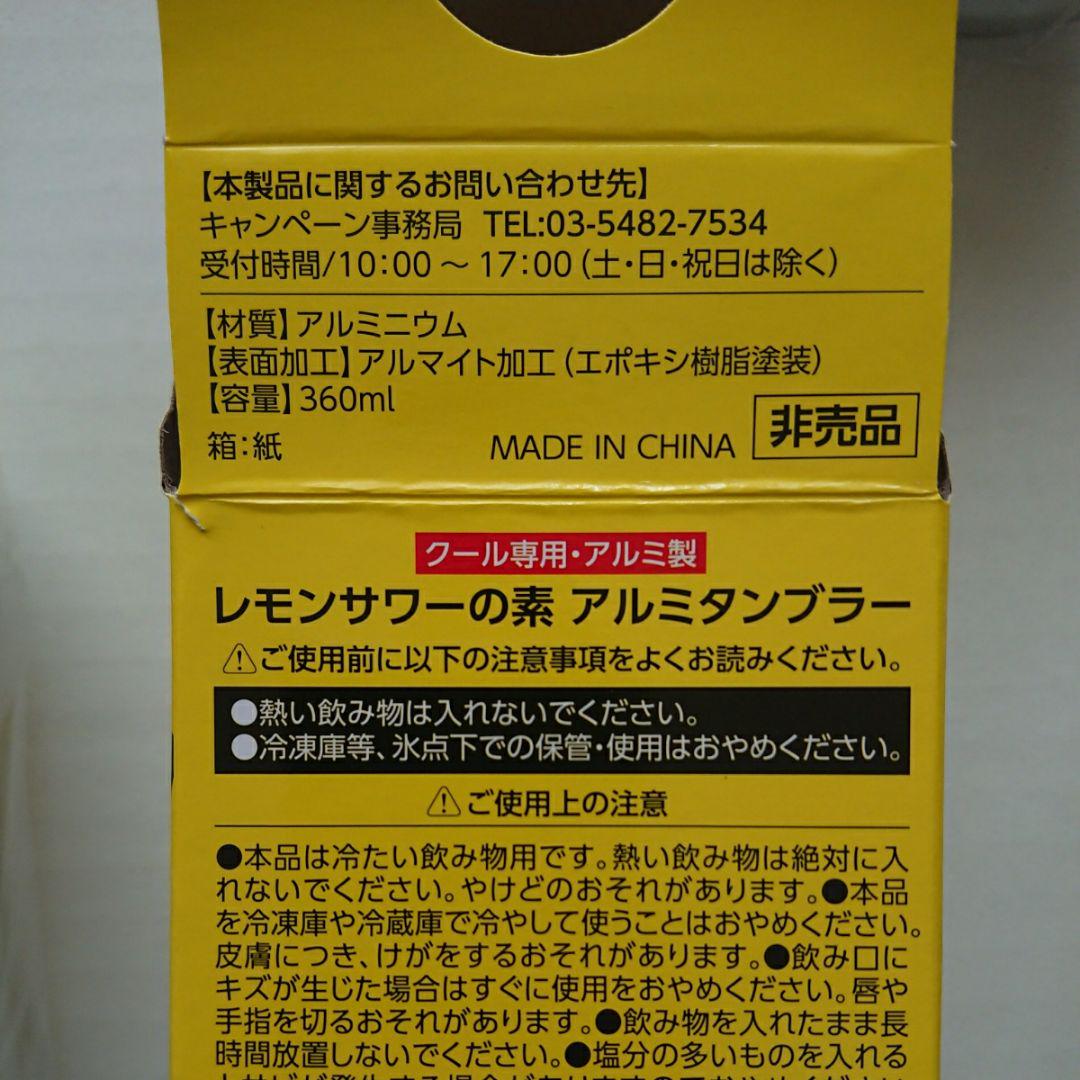 【本製品に関するお問い合わせ先】
キャンペーン事務局 TEL:03-5482-7534
受付時間/10:00 ～ 17:00 (土・日・祝日は除く)
【材質】アルミニウム
【表面加工】アルマイト加工 (エポキシ樹脂塗装)
【容量】360ml
箱:紙 MADE IN CHINA 非売品
クール専用・アルミ製
レモンサワーの素 アルミタンブラー
⚠ご使用前に以下の注意事項をよくお読みください。
●熱い飲み物は入れないでください。
●冷凍庫等、氷点下での保管・使用はおやめください。
⚠ご使用上の注意
●本品は冷たい飲み物用です。熱い飲み物は絶対に入
れないでください。やけどのおそれがあります。●本品
を冷凍庫や冷蔵庫で冷やして使うことはおやめください。
皮膚につき、けがをするおそれがあります。●飲み口に
キズが生じた場合はすぐに使用をおやめください。唇や
手指を切るおそれがあります。●飲み物を入れたまま長
時間放置しないでください。●塩分の多いものを入れる